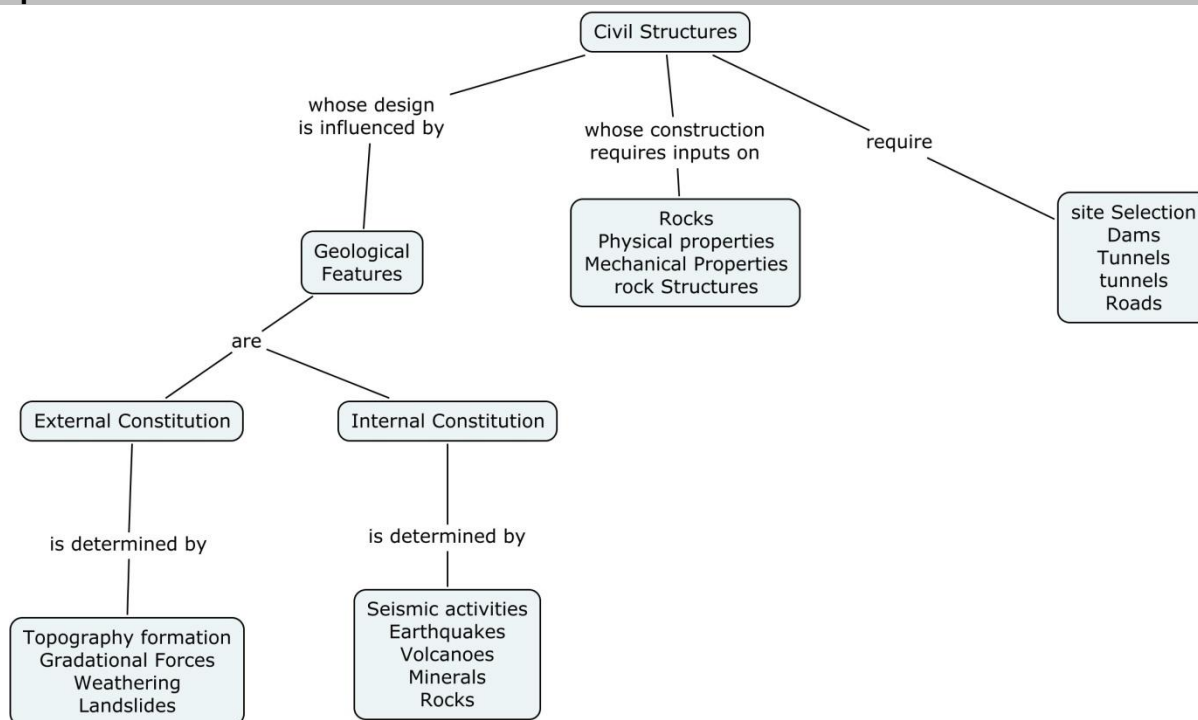 Civil Structures
whose design
is influenced by
whose construction
requires inputs on
require
Geological
Features
Rocks
Physical properties
Mechanical Properties
rock Structures
site Selection
Dams
Tunnels
tunnels
Roads
are
External Constitution
Internal Constitution
is determined by
is determined by
Topography formation
Gradational Forces
Weathering
Landslides
Seismic activities
Earthquakes
Volcanoes
Minerals
Rocks